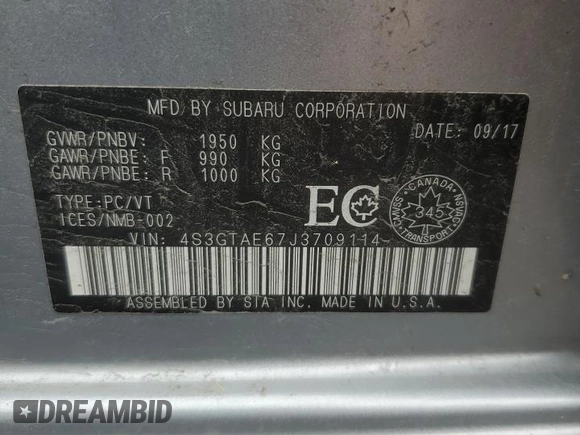 MFD BY SUBARU CORPORATION
DATE: 09/17
GVWR/PNBV: 1950 KG
GAWR/PNBE: F 990 KG
GAWR/PNBE: R 1000 KG
TYPE:PC/VT
ICES/NMB-002
EC
CANADA
345
TRANSPORT
VIN: 4S3GTAE67J3709114
ASSEMBLED BY SIA INC. MADE IN U.S.A.
DREAMBID